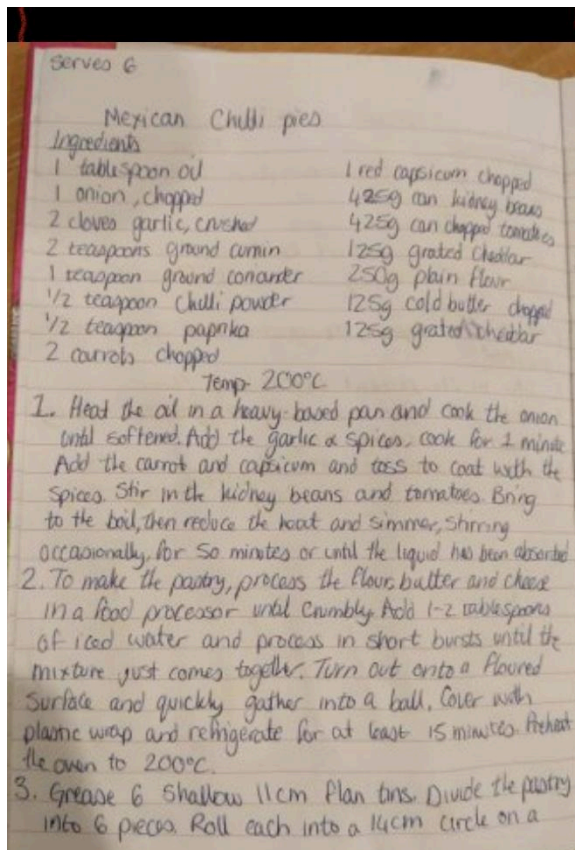 Serves 6
Mexican Chilli pies
Ingredients
1 tablespoon oil
1 onion, chopped
2 cloves garlic, crushed
2 teaspoons ground cumin
1 teaspoon ground coriander
1/2 teaspoon Chilli powder
1/2 teaspoon paprika
2 carrots chopped
1 red capsicum chopped
425g can kidney beans
425g can chopped tomatoes
125g grated Cheddar
250g plain flour
125g cold butter chopped
125g grated cheddar
Temp- 200°C
1. Heat the oil in a heavy-based pan and cook the onion
until softened. Add the garlic & spices, cook for 1 minute
Add the carrot and capsicum and toss to coat with the
spices. Stir in the kidney beans and tomatoes. Bring
to the boil, then reduce the heat and simmer, stirring
occasionally, for 50 minutes or until the liquid has been absorbed
2. To make the pastry, process the flour, butter and cheese
in a food processor until crumbly. Add 1-2 tablespoons
of iced water and process in short bursts until the
mixture just comes together. Turn out onto a floured
surface and quickly gather into a ball. Cover with
plastic wrap and refrigerate for at least 15 minutes. Preheat
the oven to 200°C.
3. Grease 6 shallow 11cm flan tins. Divide the pastry
into 6 pieces. Roll each into a 14cm circle on a